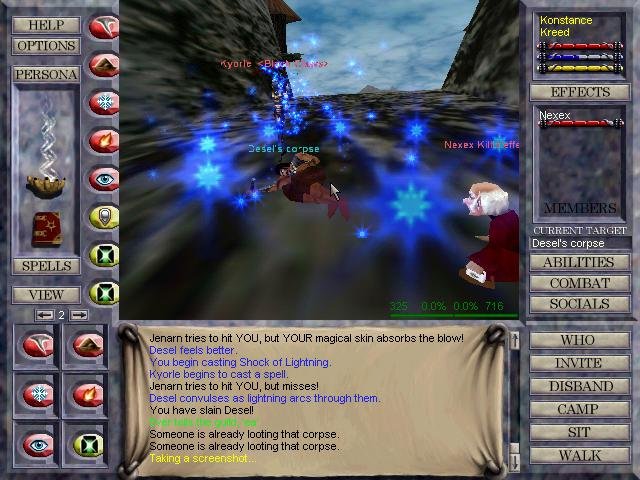 HELP
OPTIONS
PERSONA
SPELLS
VIEW
2
Kyorle
Desel's corpse
Nexex
325 0.0% 0.0% 716
Jenarn tries to hit YOU, but YOUR magical skin absorbs the blow!
Desel feels better.
You begin casting Shock of Lightning.
Kyorle begins to cast a spell.
Jenarn tries to hit YOU, but misses!
Desel convulses as lightning arcs through them.
You have slain Desel!
the guild,
Someone is already looting that corpse.
Someone is already looting that corpse.
Taking a screenshot...
Konstance
Kreed
EFFECTS
Nexex
MEMBERS
CURRENT TARGET
Desel's corpse
ABILITIES
COMBAT
SOCIALS
WHO
INVITE
DISBAND
CAMP
SIT
WALK